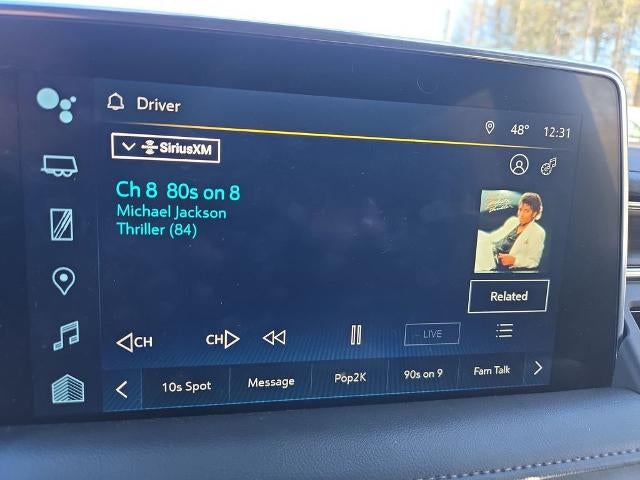 Driver
48° 12:31
SiriusXM
Ch 8 80s on 8
Michael Jackson
Thriller (84)
Related
CH CH LIVE
10s Spot Message Pop2K 90s on 9 Fam Talk